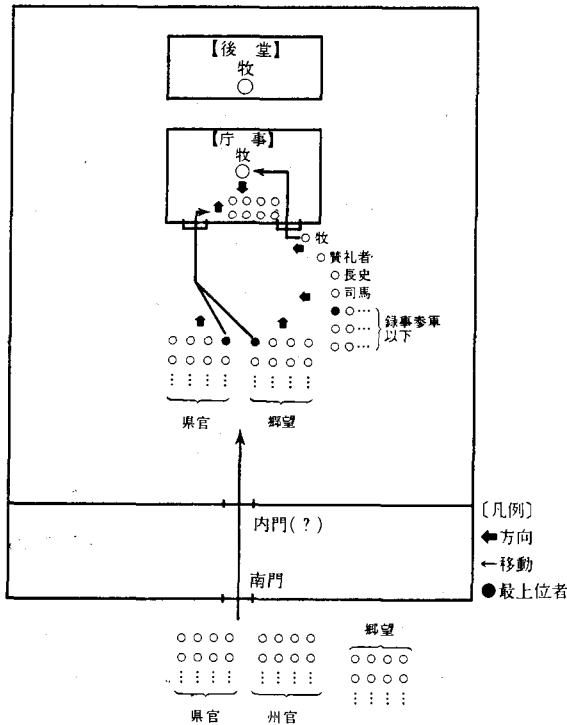 【後 堂】
牧
【庁 事】
牧
牧
賛礼者
長史
司馬
録事参軍
以下
県官
郷望
内門(?)
南門
〔凡例〕
方向
移動
最上位者
郷望
県官
州官